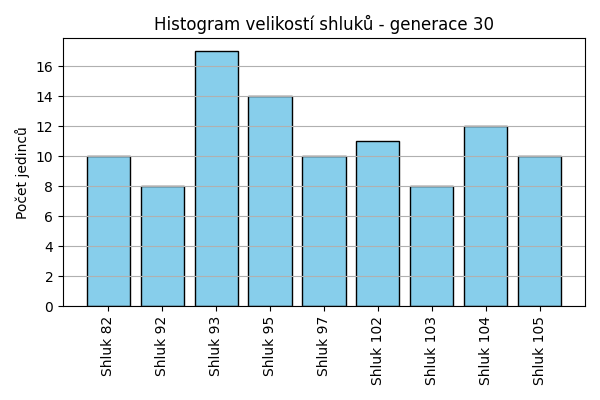 Histogram velikostí shluků - generace 30
Počet jedinců
16
14
12
10
8
6
4
2
0
Shluk 82
Shluk 92
Shluk 93
Shluk 95
Shluk 97
Shluk 102
Shluk 103
Shluk 104
Shluk 105